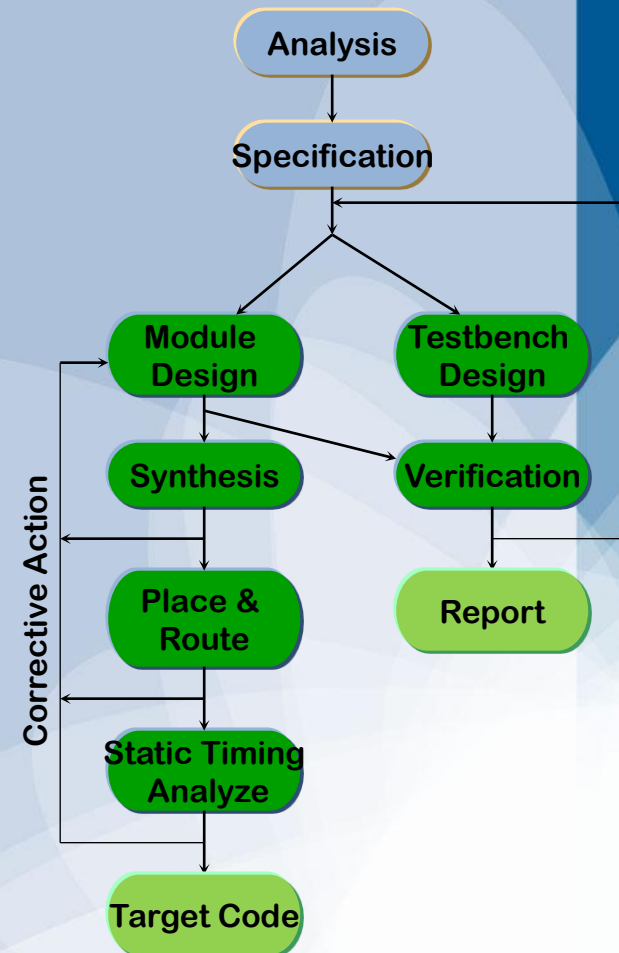 Analysis
Specification
Module
Design
Testbench
Design
Synthesis
Verification
Corrective Action
Place &
Route
Report
Static Timing
Analyze
Target Code